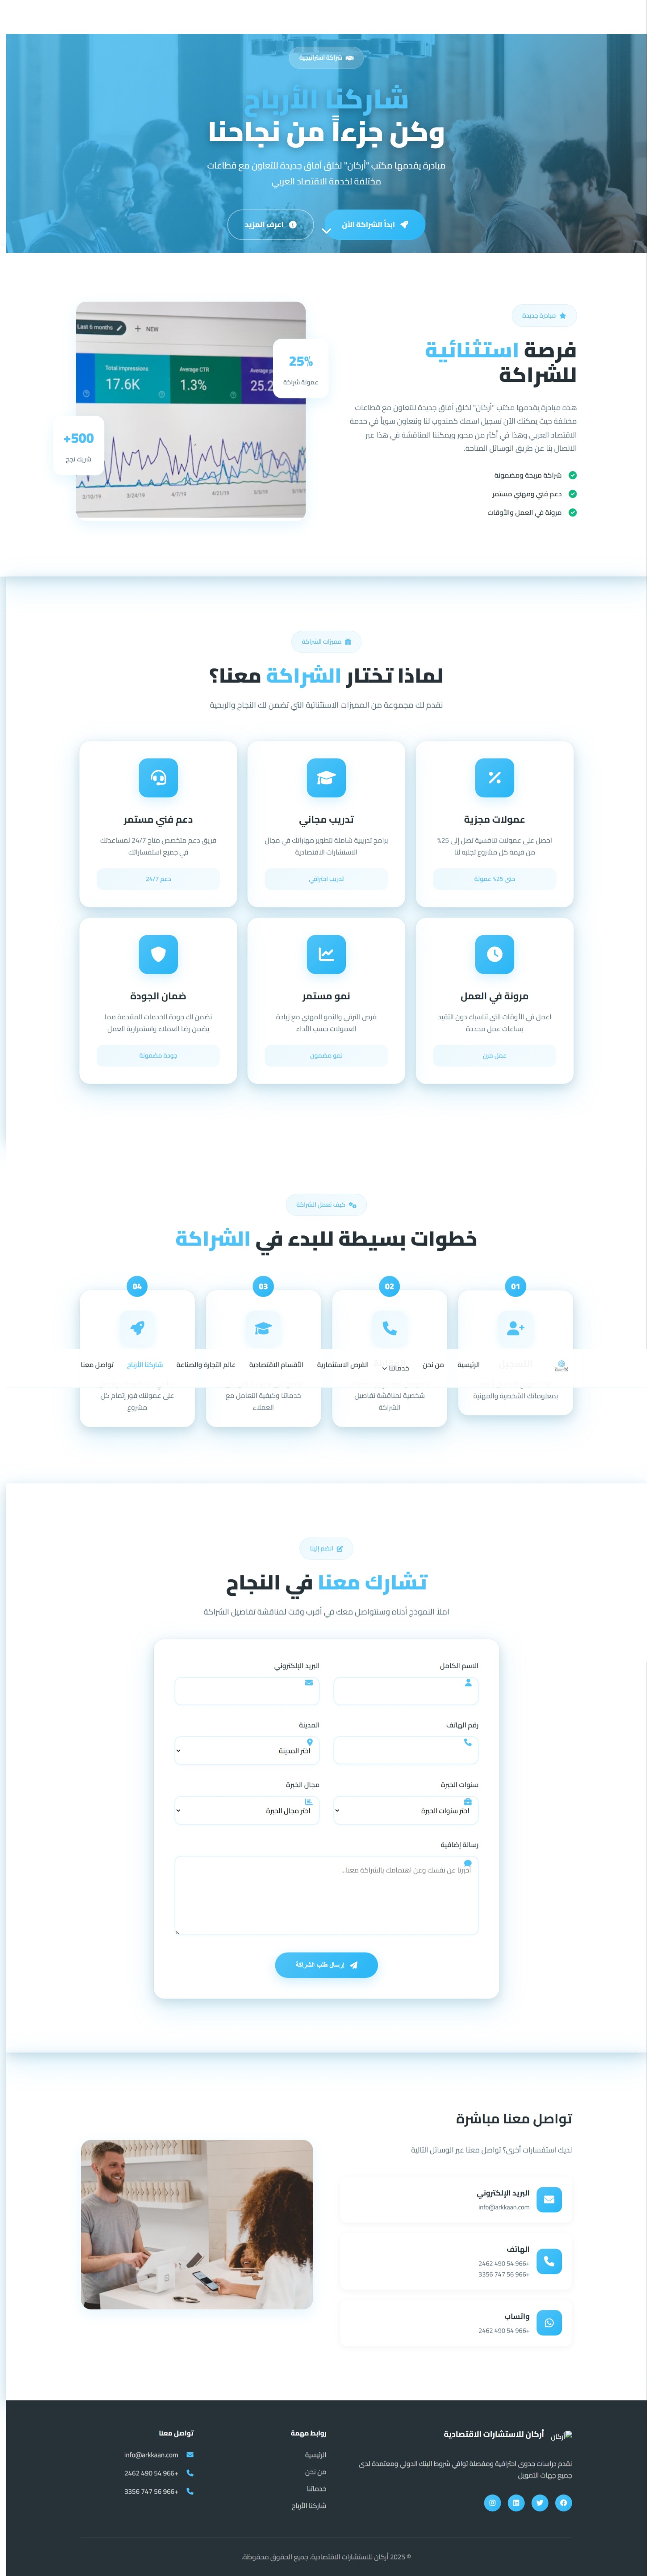 شراكة استراتيجية
شاركنا الأرباح
وكن جزءاً من نجاحنا
مبادرة يقدمها مكتب "أركان" لخلق آفاق جديدة للتعاون مع قطاعات
مختلفة لخدمة الاقتصاد العربي
ابدأ الشراكة الآن
اعرف المزيد
مبادرة جديدة
فرصة استثنائية
للشراكة
هذه مبادرة يقدمها مكتب "أركان" لخلق آفاق جديدة للتعاون مع قطاعات
مختلفة حيث يمكنك إن تسجيل اسمك كمندوب لنا ونتعاون سوياً في خدمة
الاقتصاد العربي وهذا في أكثر من محور ويمكننا المناقشة في هذا عبر
الاتصال بنا عن طريق الوسائل المتاحة.
شراكة مربحة ومضمونة
دعم فني ومهني مستمر
مرونة في العمل والأوقات
Last 6 months
NEW
Total impressions
17.6K
Average CTR
1.3%
25.2
3/10/19
3/24/19
4/7/19
4/21/19
5/5/19
25%
عمولة شراكة
+500
شريك نجح
مميزات الشراكة
لماذا تختار الشراكة معنا؟
نقدم لك مجموعة من المميزات الاستثنائية التي تضمن لك النجاح والربحية
عمولات مجزية
احصل على عمولات تنافسية تصل إلى 25%
من قيمة كل مشروع تجلبه لنا
حتى 25% عمولة
تدريب مجاني
برامج تدريبية شاملة لتطوير مهاراتك في مجال
الاستشارات الاقتصادية
تدريب احترافي
دعم فني مستمر
فريق دعم متخصص متاح 24/7 لمساعدتك
في جميع استفساراتك
دعم 24/7
مرونة في العمل
اعمل في الأوقات التي تناسبك دون التقيد
بساعات عمل محددة
عمل مرن
نمو مستمر
فرص للترقي والنمو المهني مع زيادة
العمولات حسب الأداء
نمو مضمون
ضمان الجودة
نضمن لك جودة الخدمات المقدمة مما
يضمن رضا العملاء واستمرارية العمل
جودة مضمونة
كيف تعمل الشراكة
خطوات بسيطة للبدء في الشراكة
01
02
03
04
الرئيسية
من نحن
خدماتنا
الفرص الاستثمارية
الأقسام الاقتصادية
عالم التجارة والصناعة
شاركنا الأرباح
تواصل معنا
بمعلوماتك الشخصية والمهنية
شخصية لمناقشة تفاصيل
الشراكة
خدماتنا وكيفية التعامل مع
العملاء
على عمولتك فور إتمام كل
مشروع
انضم إلينا
تشارك معنا في النجاح
املأ النموذج أدناه وسنتواصل معك في أقرب وقت لمناقشة تفاصيل الشراكة
الاسم الكامل
البريد الإلكتروني
رقم الهاتف
المدينة
اختر المدينة
سنوات الخبرة
اختر سنوات الخبرة
مجال الخبرة
اختر مجال الخبرة
رسالة إضافية
أخبرنا عن نفسك وعن اهتمامك بالشراكة معنا...
إرسال طلب الشراكة
تواصل معنا مباشرة
لديك استفسارات أخرى؟ تواصل معنا عبر الوسائل التالية
البريد الإلكتروني
info@arkkaan.com
الهاتف
+966 54 490 2462
+966 56 747 3356
واتساب
+966 54 490 2462
أركان
أركان للاستشارات الاقتصادية
نقدم دراسات جدوى احترافية ومفصلة توافي شروط البنك الدولي ومعتمدة لدى
جميع جهات التمويل
روابط مهمة
الرئيسية
من نحن
خدماتنا
شاركنا الأرباح
تواصل معنا
info@arkkaan.com
+966 54 490 2462
+966 56 747 3356
© 2025 أركان للاستشارات الاقتصادية. جميع الحقوق محفوظة.